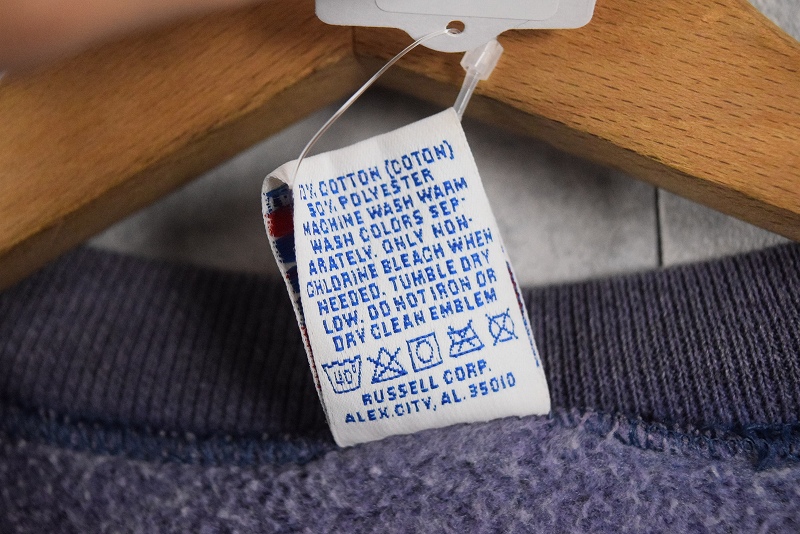 0% COTTON (COTON)
50% POLYESTER
MACHINE WASH WARM
WASH COLORS SEP-
ARATELY. ONLY NON-
CHLORINE BLEACH WHEN
NEEDED. TUMBLE DRY
LOW. DO NOT IRON OR
DRY CLEAN EMBLEM
40°
RUSSELL CORP.
ALEX.CITY, AL. 35010